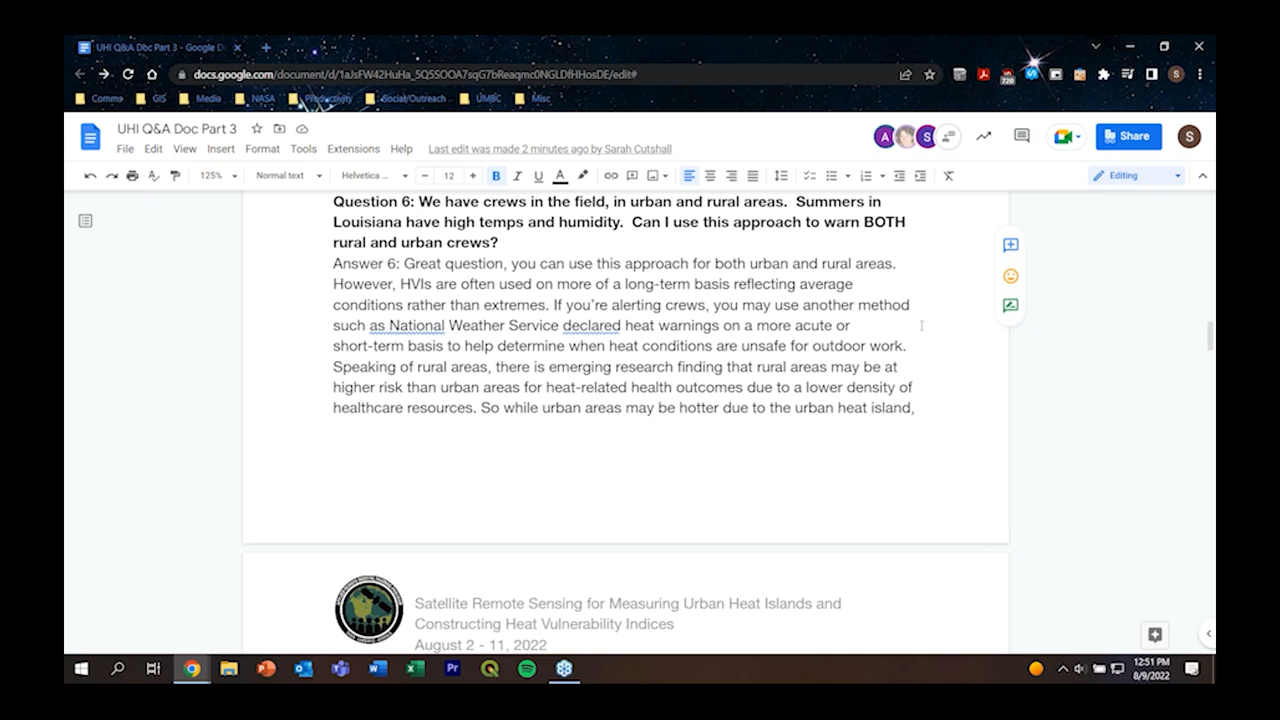 UHI Q&A Doc Part 3 - Google D
docs.google.com/document/d/1aJsFW42HuHa_5Q5SOOA7sqG7bReaqmc0NGLDfHHosDE/edit#
Comms GIS Media NASA Productivity Social/Outreach UMBC Misc
UHI Q&A Doc Part 3
File Edit View Insert Format Tools Extensions Help Last edit was made 2 minutes ago by Sarah Cutshall
A S Share S
125% Normal text Helvetica ... 12 B I U A Editing
Question 6: We have crews in the field, in urban and rural areas. Summers in
Louisiana have high temps and humidity. Can I use this approach to warn BOTH
rural and urban crews?
Answer 6: Great question, you can use this approach for both urban and rural areas.
However, HVIs are often used on more of a long-term basis reflecting average
conditions rather than extremes. If you're alerting crews, you may use another method
such as National Weather Service declared heat warnings on a more acute or
short-term basis to help determine when heat conditions are unsafe for outdoor work.
Speaking of rural areas, there is emerging research finding that rural areas may be at
higher risk than urban areas for heat-related health outcomes due to a lower density of
healthcare resources. So while urban areas may be hotter due to the urban heat island,
Satellite Remote Sensing for Measuring Urban Heat Islands and
Constructing Heat Vulnerability Indices
August 2 - 11, 2022
12:51 PM
8/9/2022